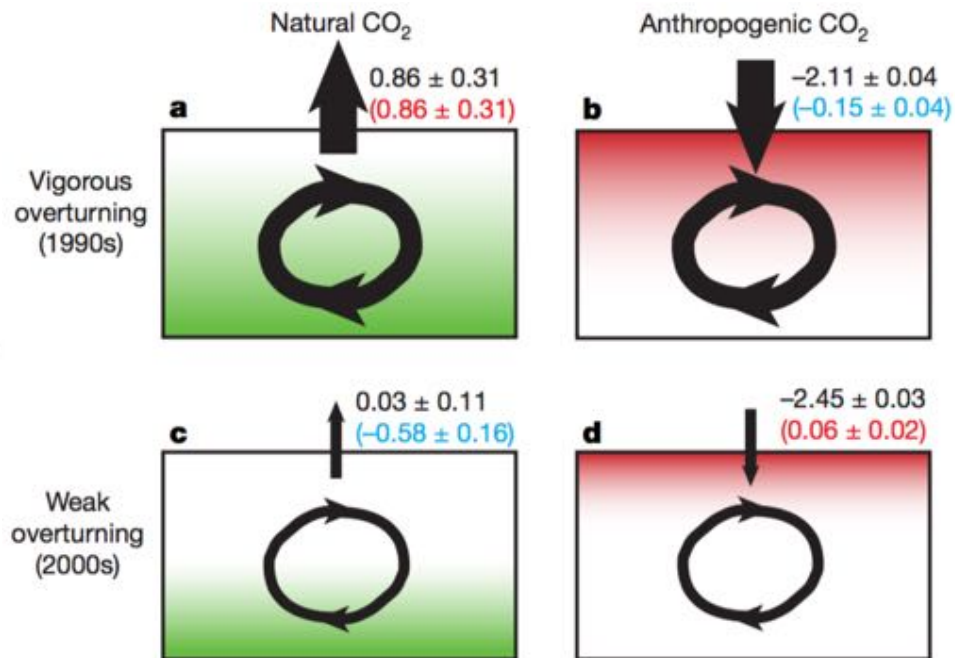 Natural CO₂
Anthropogenic CO₂
a
0.86 ± 0.31
(0.86 ± 0.31)
b
–2.11 ± 0.04
(–0.15 ± 0.04)
Vigorous
overturning
(1990s)
c
0.03 ± 0.11
(–0.58 ± 0.16)
d
–2.45 ± 0.03
(0.06 ± 0.02)
Weak
overturning
(2000s)